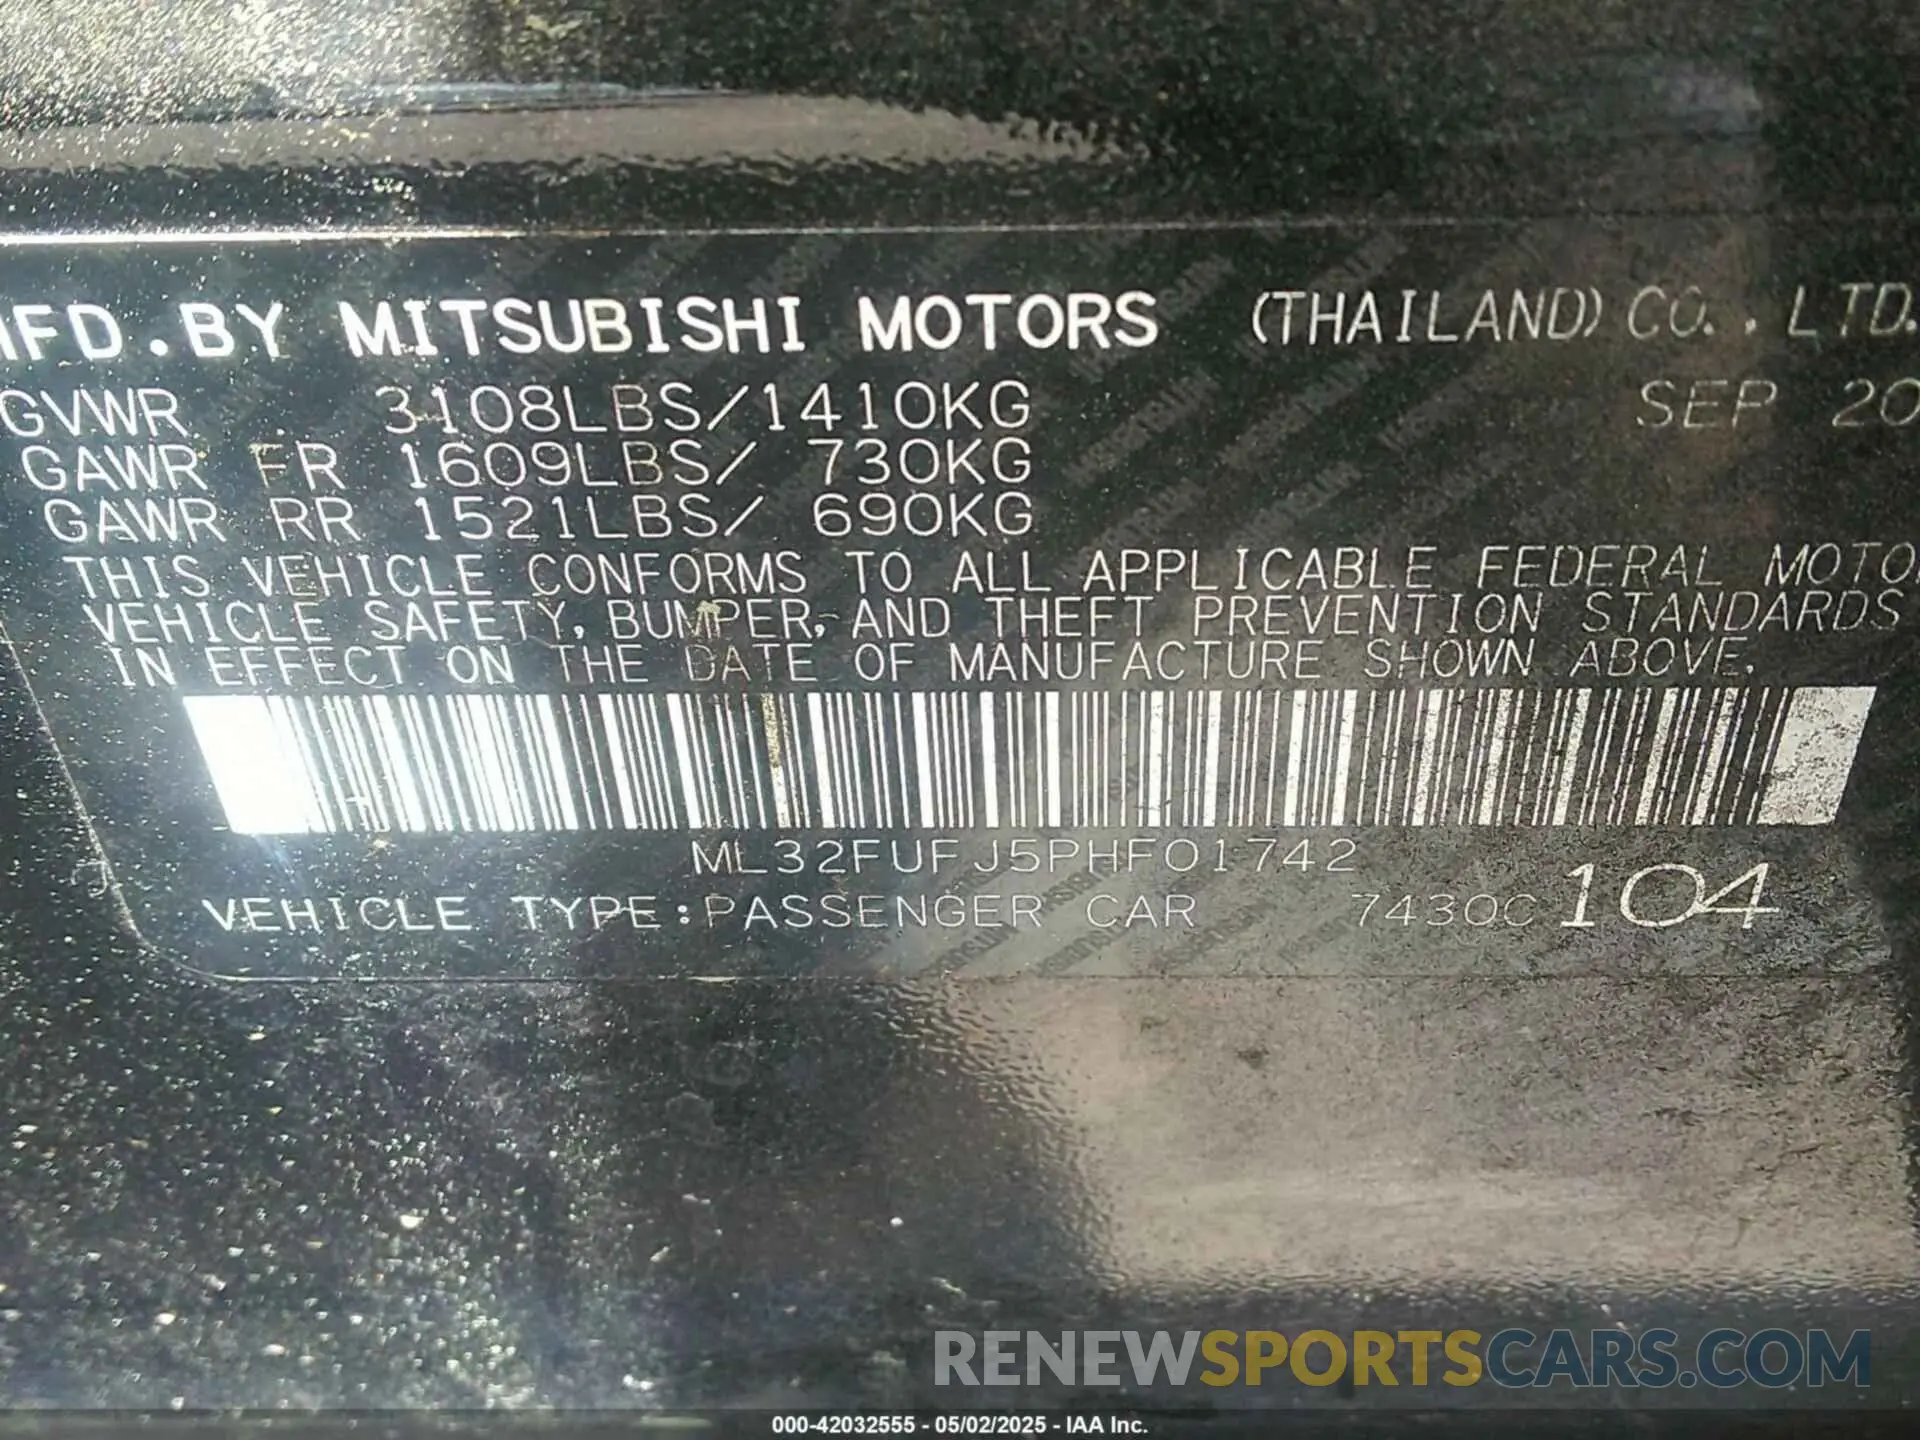 MFD.BY MITSUBISHI MOTORS (THAILAND) CO., LTD.
GVWR 3108LBS/1410KG SEP 20
GAWR FR 1609LBS/ 730KG
GAWR RR 1521LBS/ 690KG
THIS VEHICLE CONFORMS TO ALL APPLICABLE FEDERAL MOTOR
VEHICLE SAFETY, BUMPER, AND THEFT PREVENTION STANDARDS
IN EFFECT ON THE DATE OF MANUFACTURE SHOWN ABOVE.
ML32FUFJ5PHF01742
VEHICLE TYPE:PASSENGER CAR 7430C 104
RENEWSPORTSCARS.COM
000-42032555 - 05/02/2025 - IAA Inc.